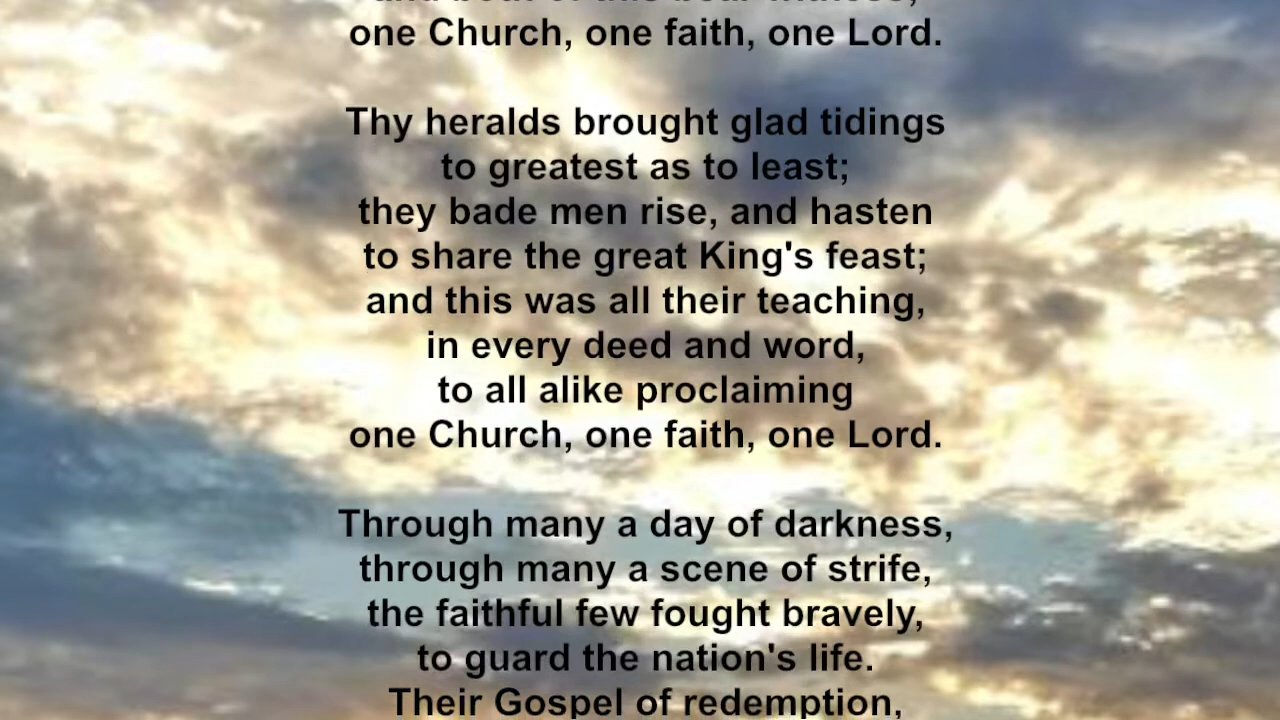 one Church, one faith, one Lord.
Thy heralds brought glad tidings
to greatest as to least;
they bade men rise, and hasten
to share the great King's feast;
and this was all their teaching,
in every deed and word,
to all alike proclaiming
one Church, one faith, one Lord.
Through many a day of darkness,
through many a scene of strife,
the faithful few fought bravely,
to guard the nation's life.
Their Gospel of redemption,